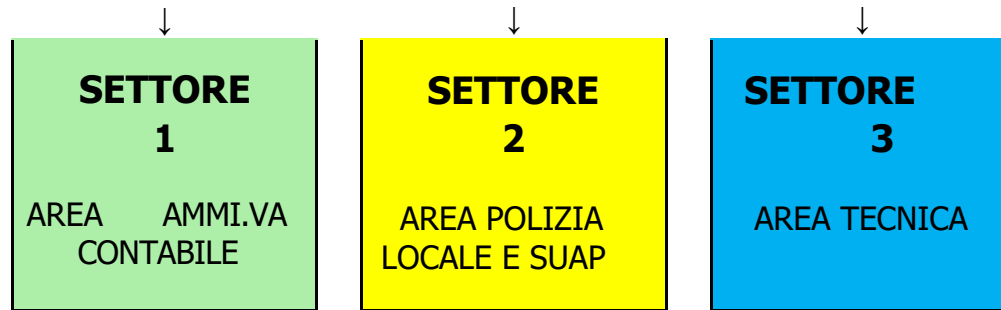 ↓ ↓ ↓
SETTORE
1
AREA AMMI.VA
CONTABILE
SETTORE
2
AREA POLIZIA
LOCALE E SUAP
SETTORE
3
AREA TECNICA